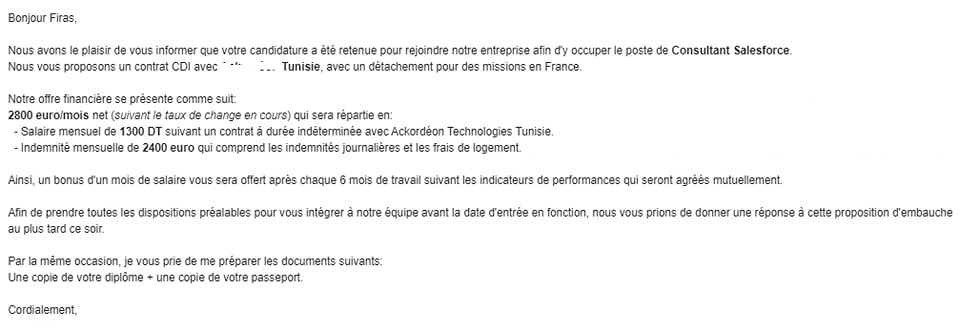 Bonjour Firas,
Nous avons le plaisir de vous informer que votre candidature a été retenue pour rejoindre notre entreprise afin d'y occuper le poste de Consultant Salesforce.
Nous vous proposons un contrat CDI avec Tunisie, avec un détachement pour des missions en France.
Notre offre financière se présente comme suit:
2800 euro/mois net (suivant le taux de change en cours) qui sera répartie en:
- Salaire mensuel de 1300 DT suivant un contrat à durée indéterminée avec Ackordéon Technologies Tunisie.
- Indemnité mensuelle de 2400 euro qui comprend les indemnités journalières et les frais de logement.
Ainsi, un bonus d'un mois de salaire vous sera offert après chaque 6 mois de travail suivant les indicateurs de performances qui seront agréés mutuellement.
Afin de prendre toutes les dispositions préalables pour vous intégrer à notre équipe avant la date d'entrée en fonction, nous vous prions de donner une réponse à cette proposition d'embauche
au plus tard ce soir.
Par la même occasion, je vous prie de me préparer les documents suivants:
Une copie de votre diplôme + une copie de votre passeport.
Cordialement,